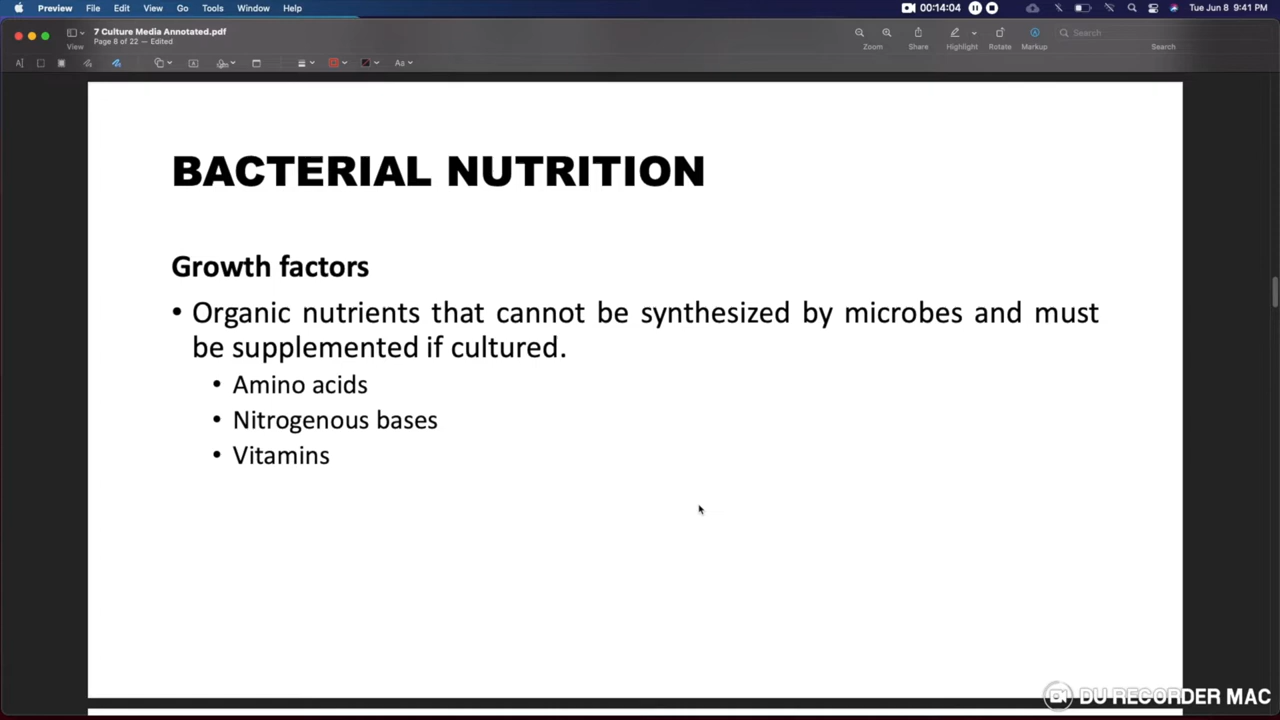 Preview File Edit View Go Tools Window Help 00:14:04 Tue Jun 8 9:41 PM
7 Culture Media Annotated.pdf
Page 8 of 22 — Edited
View Zoom Share Highlight Rotate Markup Search Search
Aa
BACTERIAL NUTRITION
Growth factors
• Organic nutrients that cannot be synthesized by microbes and must
be supplemented if cultured.
• Amino acids
• Nitrogenous bases
• Vitamins
DU RECORDER MAC